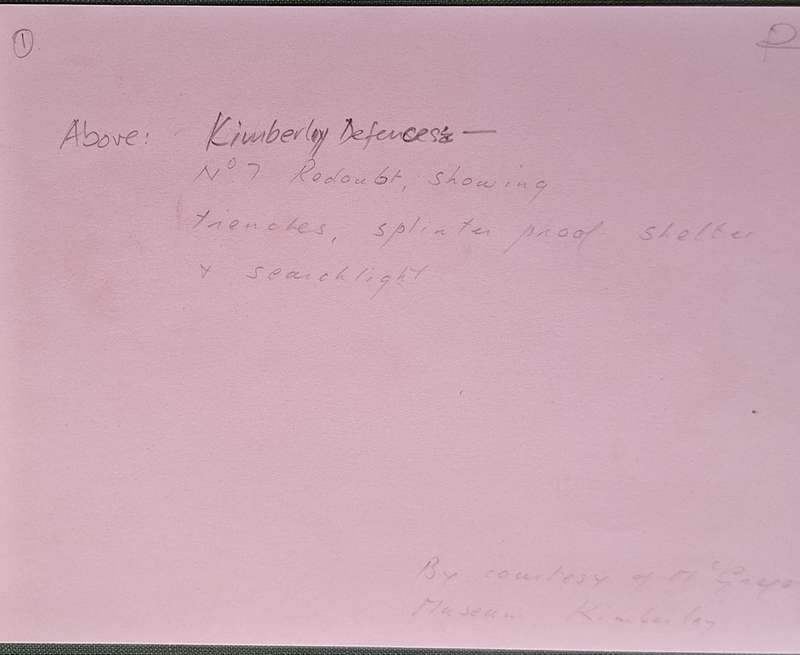 ①
Above: Kimberley Defences:—
Nº 7 Redoubt, showing
trenches, splinter proof shelter
+ searchlight
By courtesy of McGregor
Museum Kimberley